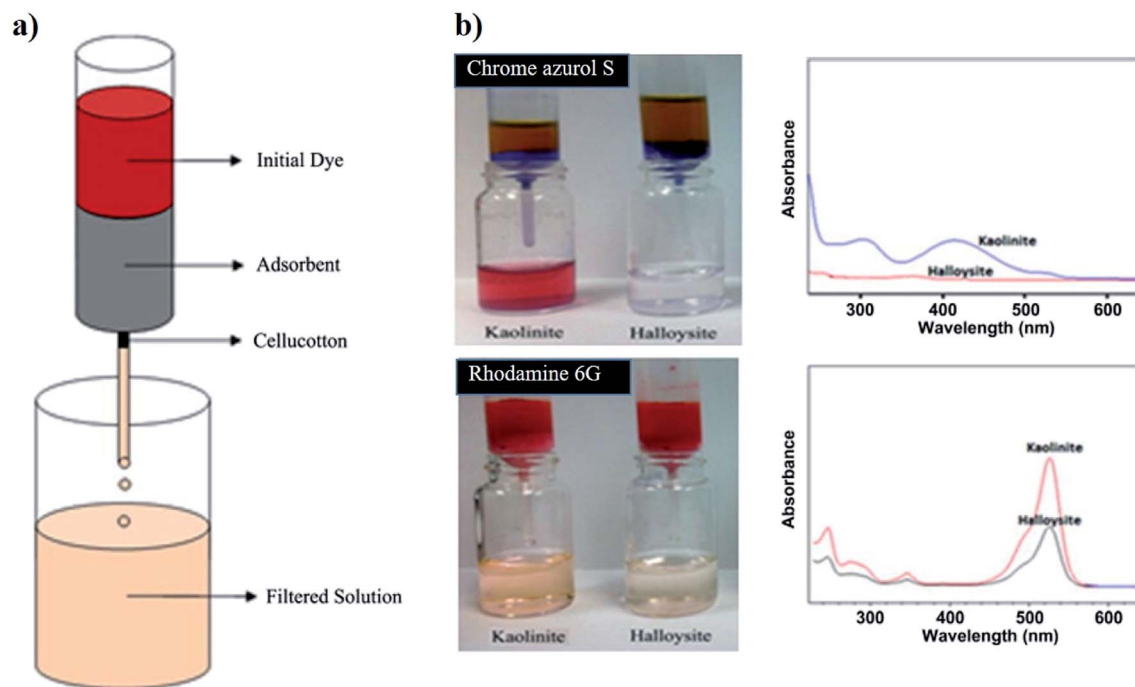 a)
Initial Dye
Adsorbent
Cellucotton
Filtered Solution
b)
Chrome azurol S
Kaolinite
Halloysite
Absorbance
Kaolinite
Halloysite
300
400
500
600
Wavelength (nm)
Rhodamine 6G
Kaolinite
Halloysite
Absorbance
Kaolinite
Halloysite
300
400
500
600
Wavelength (nm)